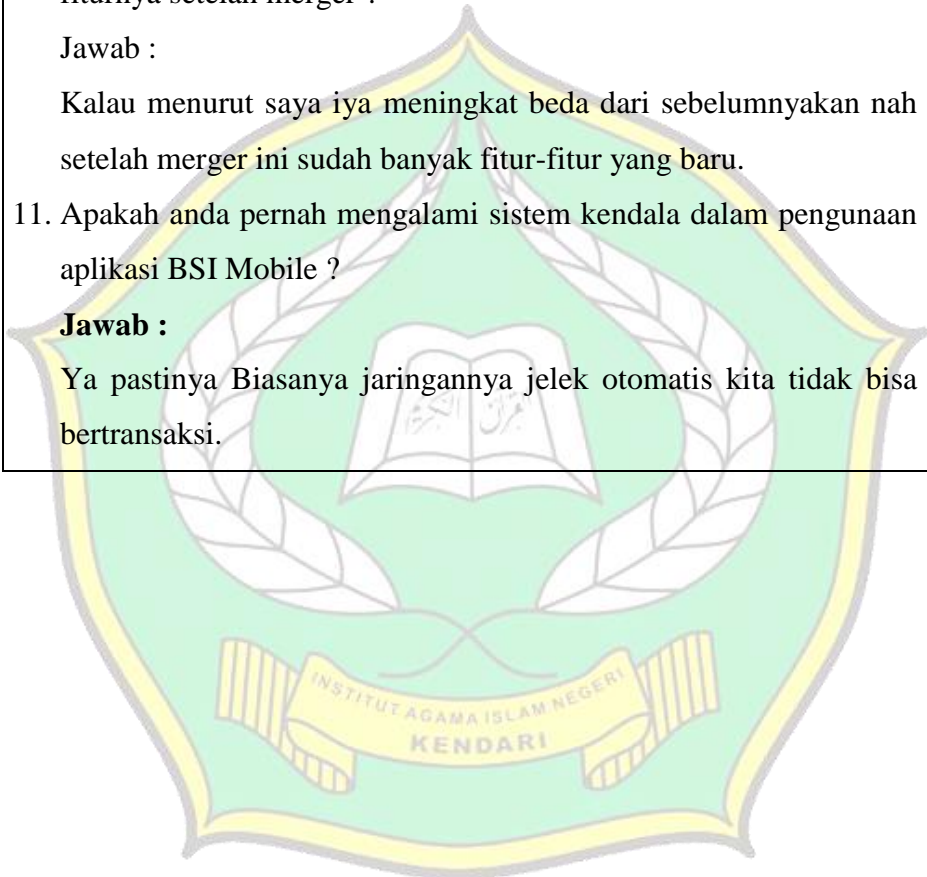 fiturnya setelah merger ?
Jawab :
Kalau menurut saya iya meningkat beda dari sebelumnyakan nah
setelah merger ini sudah banyak fitur-fitur yang baru.
11. Apakah anda pernah mengalami sistem kendala dalam pengunaan
aplikasi BSI Mobile ?
Jawab :
Ya pastinya Biasanya jaringannya jelek otomatis kita tidak bisa
bertransaksi.
INSTITUT AGAMA ISLAM NEGERI
KENDARI